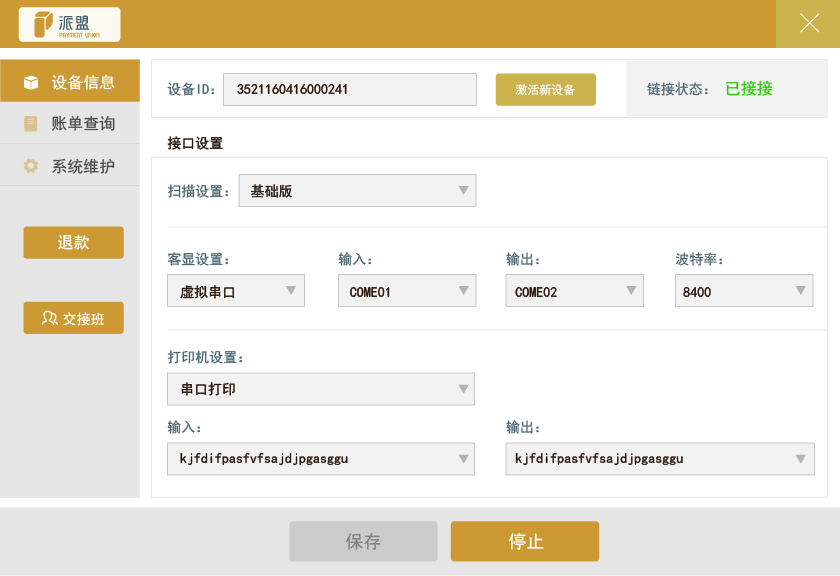 派盟
PAYMENT UNION
设备信息
账单查询
系统维护
退款
交接班
设备ID: 3521160416000241 激活新设备 链接状态: 已接接
接口设置
扫描设置: 基础版
客显设置: 输入: 输出: 波特率:
虚拟串口 COME01 COME02 8400
打印机设置:
串口打印
输入: 输出:
kjfdifpasfvfsajdjpgasggu kjfdifpasfvfsajdjpgasggu
保存 停止